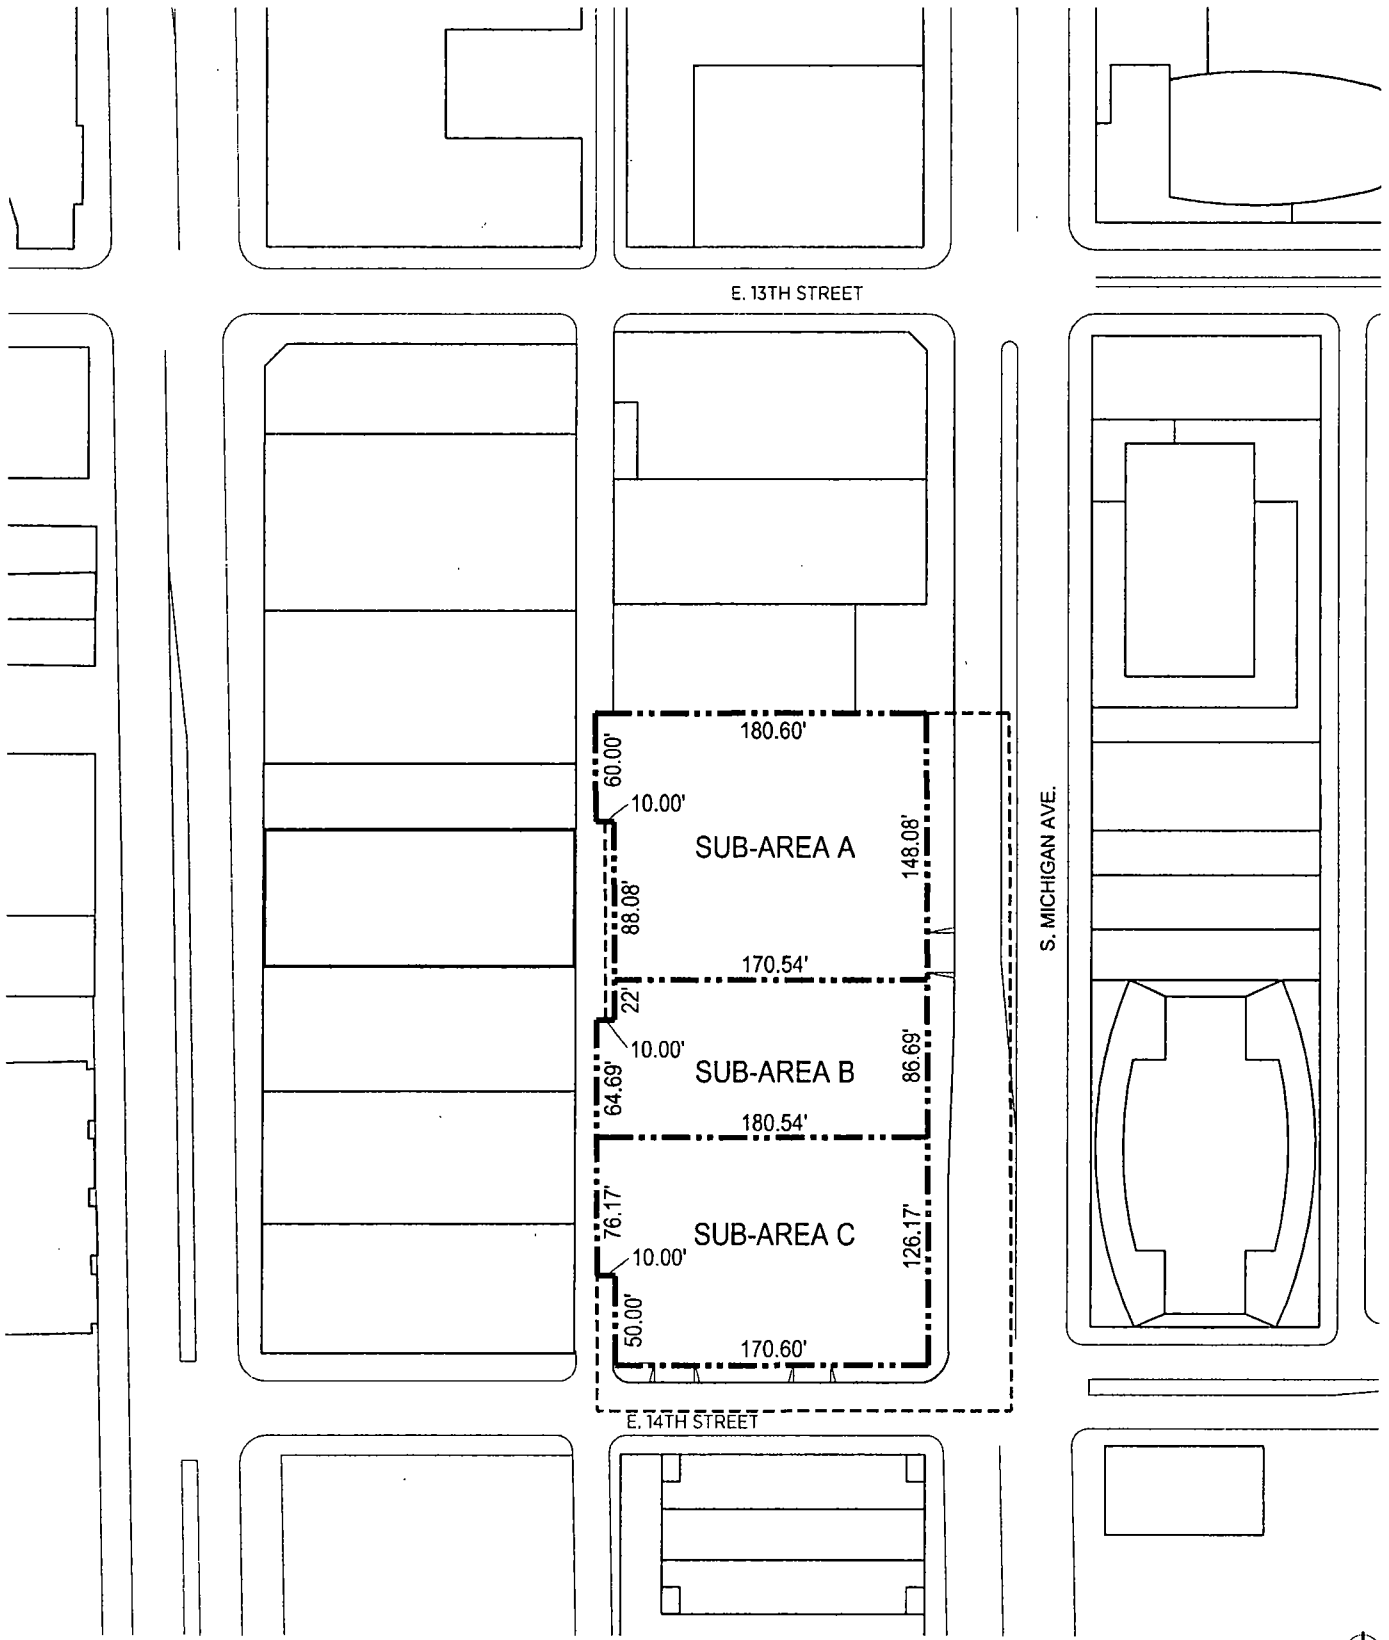 E. 13TH STREET
180.60'
60.00'
10.00'
SUB-AREA A
148.08'
S. MICHIGAN AVE.
88.08'
170.54'
22'
10.00'
SUB-AREA B
86.69'
64.69'
180.54'
76.17'
SUB-AREA C
126.17'
10.00'
50.00'
170.60'
E. 14TH STREET